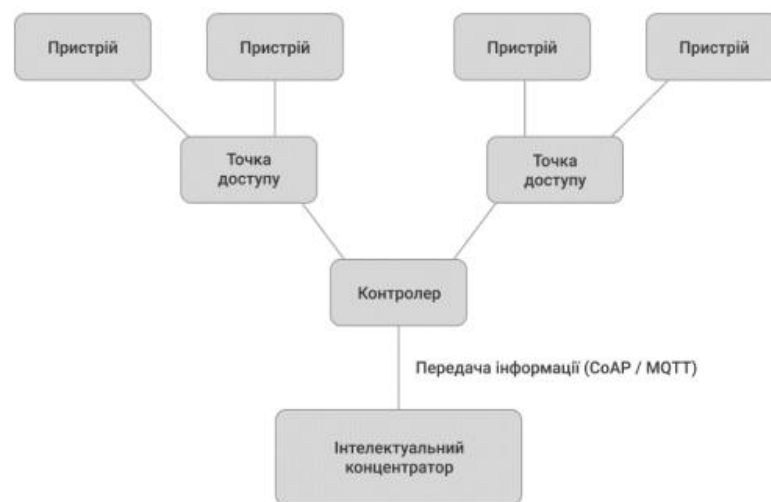 Пристрій
Пристрій
Пристрій
Пристрій
Точка
доступу
Точка
доступу
Контролер
Передача інформації (CoAP / MQTT)
Інтелектуальний
концентратор